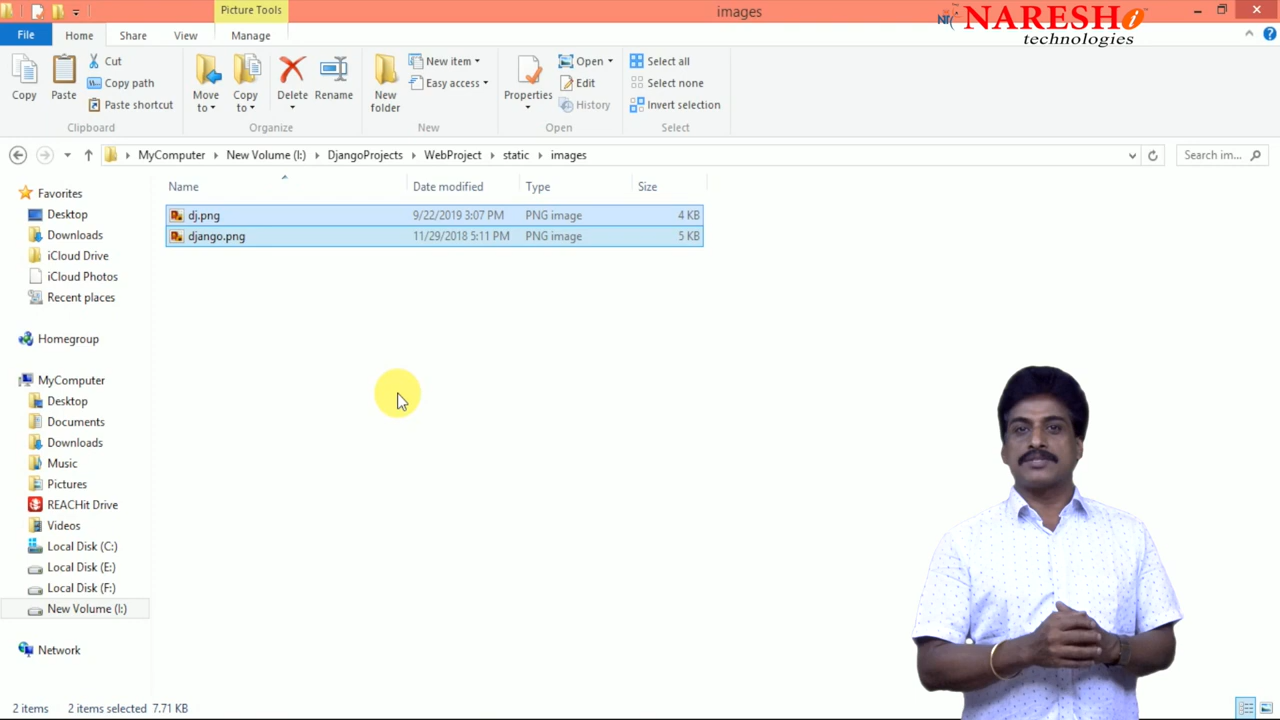 Picture Tools
images
NARESH i
technologies
File
Home
Share
View
Manage
Copy
Paste
Cut
Copy path
Paste shortcut
Clipboard
Move to
Copy to
Delete
Rename
Organize
New folder
New item
Easy access
New
Properties
Open
Edit
History
Open
Select all
Select none
Invert selection
Select
MyComputer
New Volume (I:)
DjangoProjects
WebProject
static
images
Search im...
Name
Date modified
Type
Size
dj.png 9/22/2019 3:07 PM PNG image 4 KB
django.png 11/29/2018 5:11 PM PNG image 5 KB
Favorites
Desktop
Downloads
iCloud Drive
iCloud Photos
Recent places
Homegroup
MyComputer
Desktop
Documents
Downloads
Music
Pictures
REACHit Drive
Videos
Local Disk (C:)
Local Disk (E:)
Local Disk (F:)
New Volume (I:)
Network
2 items
2 items selected 7.71 KB